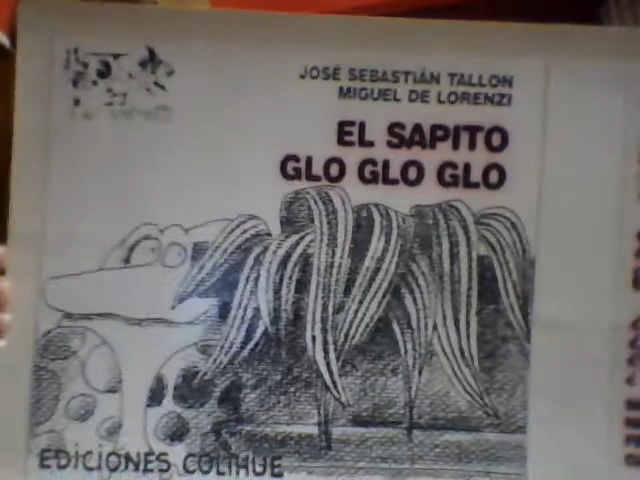 JOSÉ SEBASTIÁN TALLON
MIGUEL DE LORENZI
EL SAPITO
GLO GLO GLO
EDICIONES COLIHUE